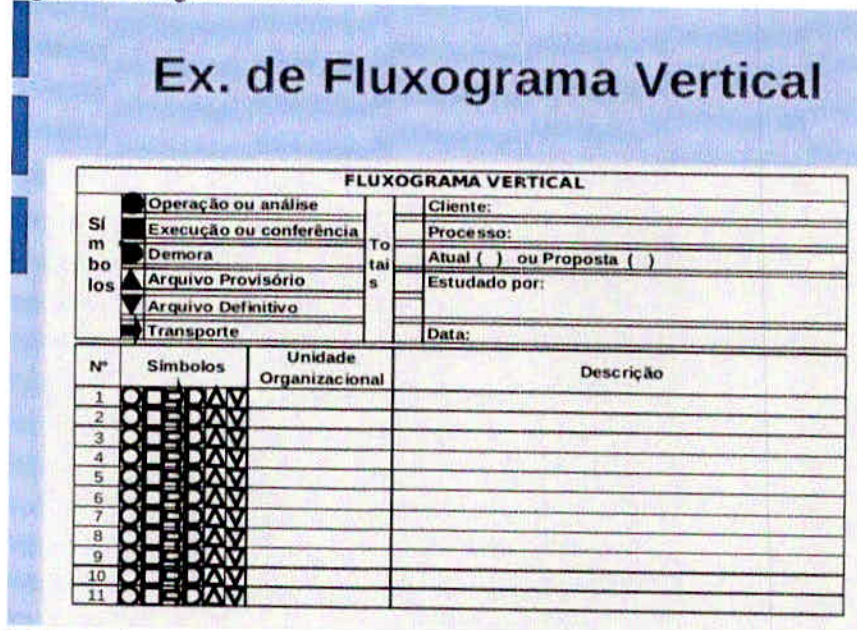 Ex. de Fluxograma Vertical
FLUXOGRAMA VERTICAL
Sí
m
bo
los
Operação ou análise
Execução ou conferência
Demora
Arquivo Provisório
Arquivo Definitivo
Transporte
To
tai
s
Cliente:
Processo:
Atual ( ) ou Proposta ( )
Estudado por:
Data:
Nº Símbolos Unidade Organizacional Descrição
1
2
3
4
5
6
7
8
9
10
11